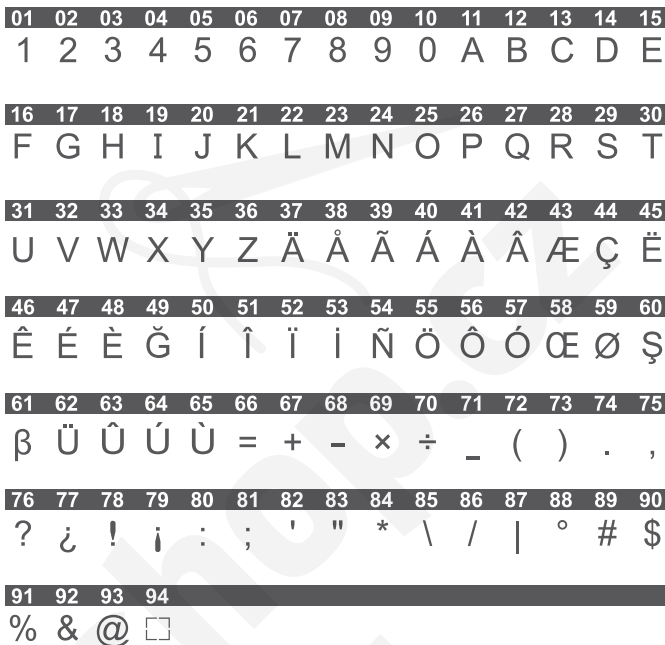 01 02 03 04 05 06 07 08 09 10 11 12 13 14 15
1 2 3 4 5 6 7 8 9 0 A B C D E
16 17 18 19 20 21 22 23 24 25 26 27 28 29 30
F G H I J K L M N O P Q R S T
31 32 33 34 35 36 37 38 39 40 41 42 43 44 45
U V W X Y Z Ä Å Ã Á À Â Æ Ç Ë
46 47 48 49 50 51 52 53 54 55 56 57 58 59 60
Ê É È Ğ Í Î Ï İ Ñ Ö Ô Ó Œ Ø Ş
61 62 63 64 65 66 67 68 69 70 71 72 73 74 75
β Ü Û Ú Ù = + – × ÷ _ ( ) . ,
76 77 78 79 80 81 82 83 84 85 86 87 88 89 90
? ¿ ! ¡ : ; ' " * \ / | ° # $
91 92 93 94
% & @ ⛶
hop.cz